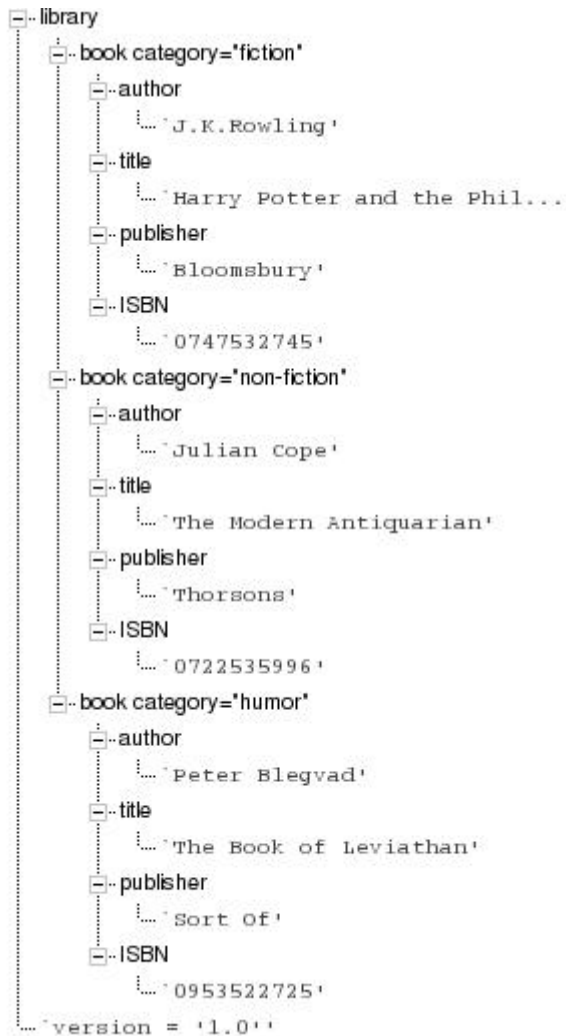 library
book category="fiction"
author
`J.K.Rowling'
title
`Harry Potter and the Phil...
publisher
`Bloomsbury'
ISBN
`0747532745'
book category="non-fiction"
author
`Julian Cope'
title
`The Modern Antiquarian'
publisher
`Thorsons'
ISBN
`0722535996'
book category="humor"
author
`Peter Blegvad'
title
`The Book of Leviathan'
publisher
`Sort Of'
ISBN
`0953522725'
`version = '1.0''